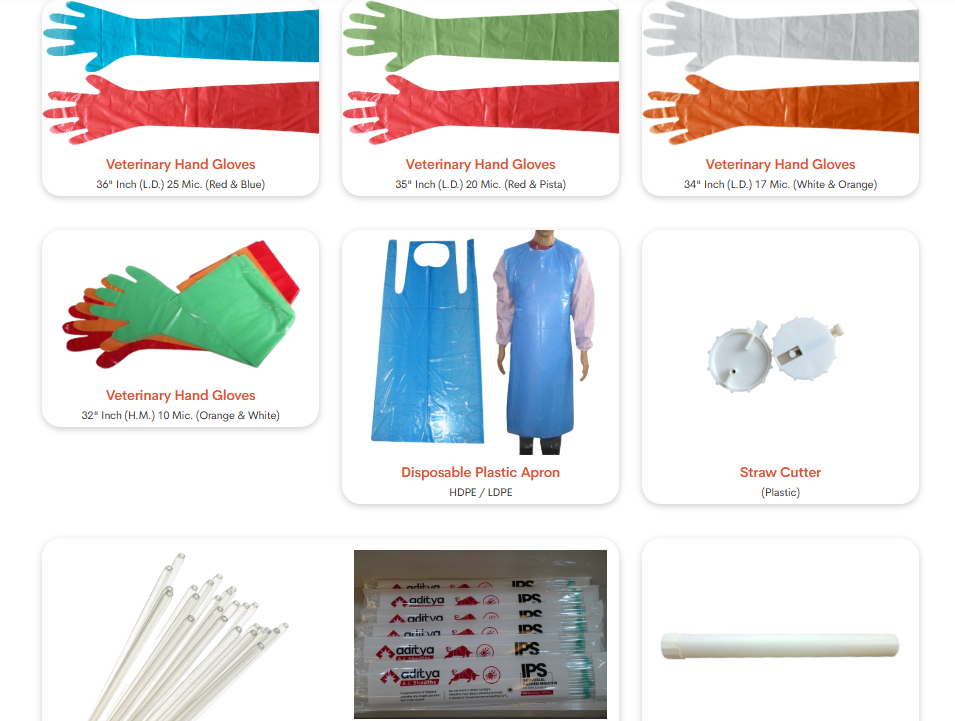 Veterinary Hand Gloves
36" Inch (L.D.) 25 Mic. (Red & Blue)
Veterinary Hand Gloves
35" Inch (L.D.) 20 Mic. (Red & Pista)
Veterinary Hand Gloves
34" Inch (L.D.) 17 Mic. (White & Orange)
Veterinary Hand Gloves
32" Inch (H.M.) 10 Mic. (Orange & White)
Disposable Plastic Apron
HDPE / LDPE
Straw Cutter
(Plastic)
IPS
aditya IPS
aditya IPS
aditya IPS
aditya IPS
aditya IPS
A.I. Sheaths